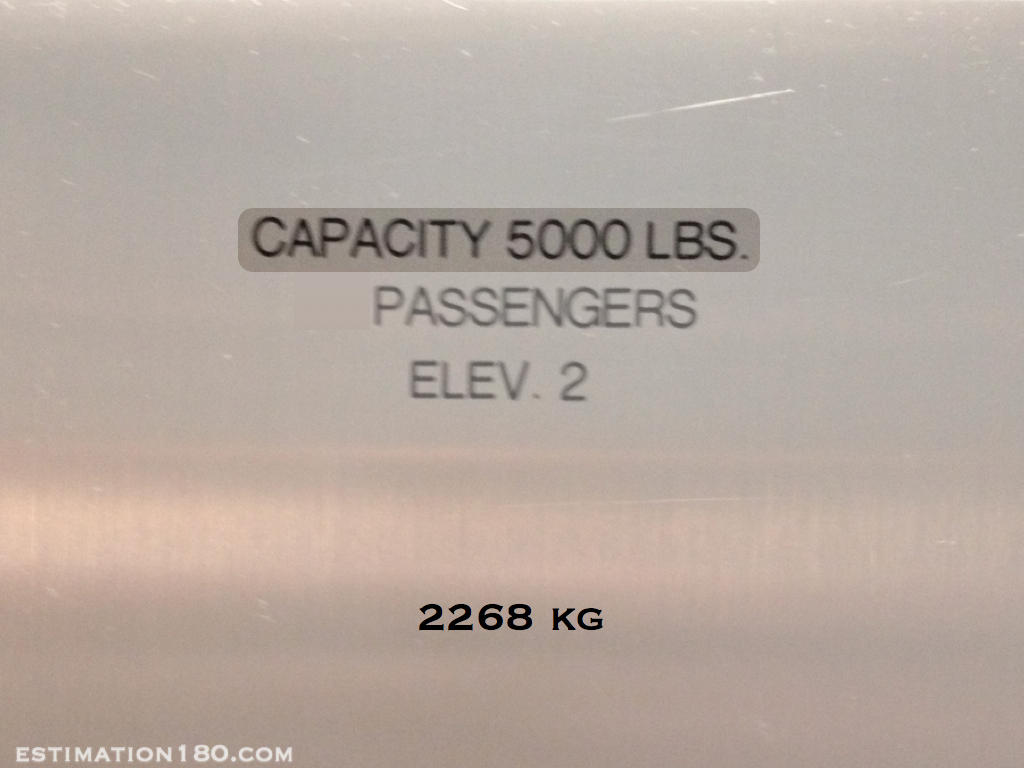 CAPACITY 5000 LBS.
PASSENGERS
ELEV. 2
2268 KG
ESTIMATION180.COM